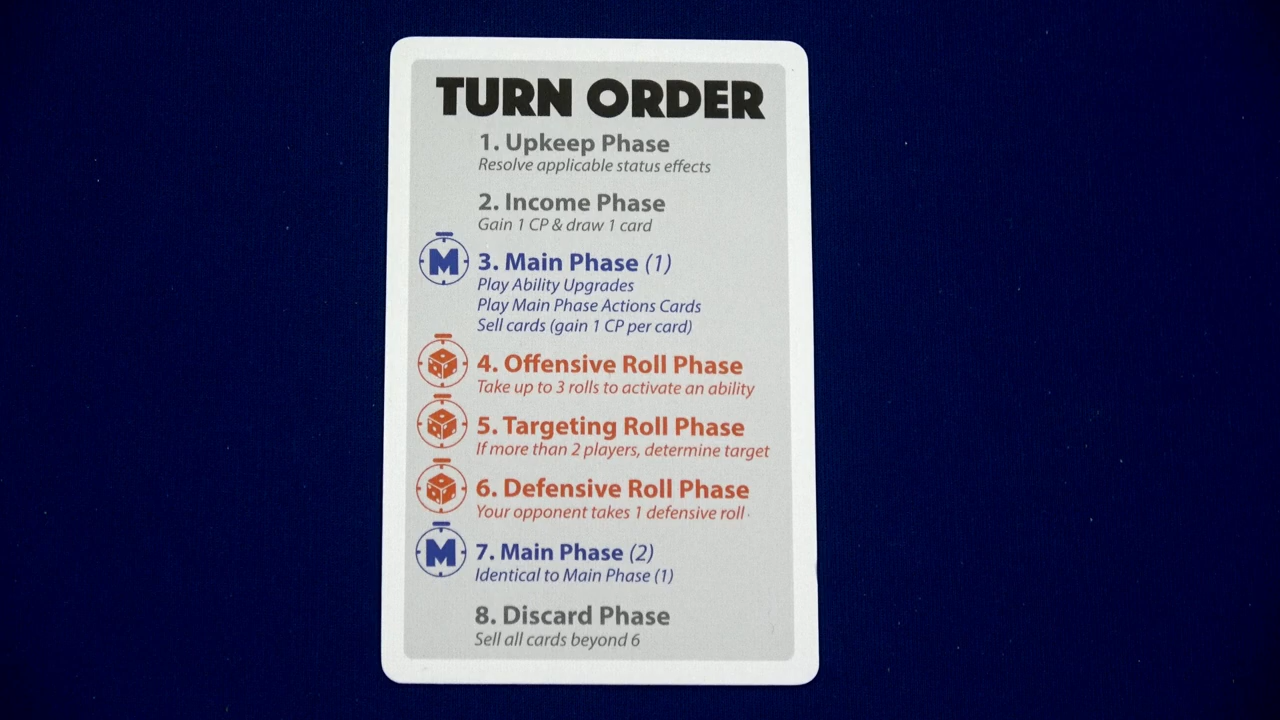 TURN ORDER
1. Upkeep Phase
Resolve applicable status effects
2. Income Phase
Gain 1 CP & draw 1 card
M 3. Main Phase (1)
Play Ability Upgrades
Play Main Phase Actions Cards
Sell cards (gain 1 CP per card)
4. Offensive Roll Phase
Take up to 3 rolls to activate an ability
5. Targeting Roll Phase
If more than 2 players, determine target
6. Defensive Roll Phase
Your opponent takes 1 defensive roll
M 7. Main Phase (2)
Identical to Main Phase (1)
8. Discard Phase
Sell all cards beyond 6